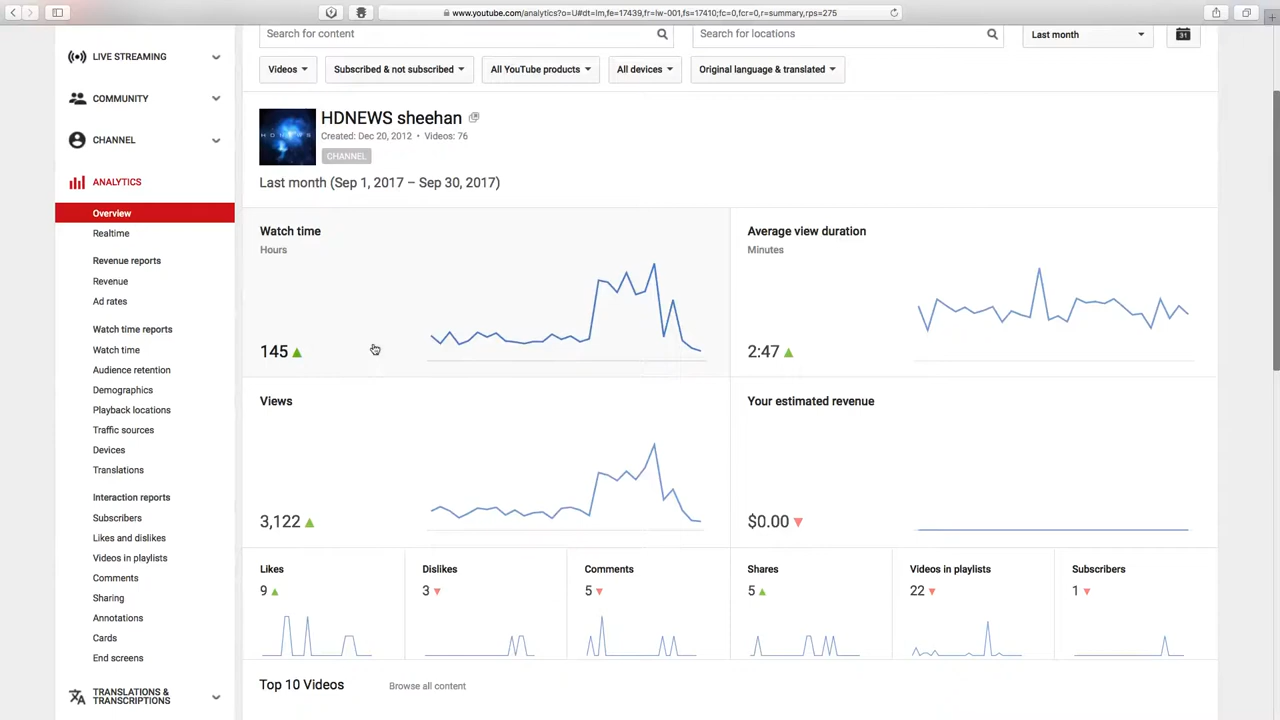 www.youtube.com/analytics?o=U#dt=lm,fe=17439,fr=lw-001,fs=17410;fc=0,fcr=0,r=summary,rps=275
Search for content
Search for locations
Last month
31
Videos
Subscribed & not subscribed
All YouTube products
All devices
Original language & translated
LIVE STREAMING
COMMUNITY
CHANNEL
ANALYTICS
Overview
Realtime
Revenue reports
Revenue
Ad rates
Watch time reports
Watch time
Audience retention
Demographics
Playback locations
Traffic sources
Devices
Translations
Interaction reports
Subscribers
Likes and dislikes
Videos in playlists
Comments
Sharing
Annotations
Cards
End screens
TRANSLATIONS &
TRANSCRIPTIONS
HDNEWS
HDNEWS sheehan
Created: Dec 20, 2012 • Videos: 76
CHANNEL
Last month (Sep 1, 2017 – Sep 30, 2017)
Watch time
Hours
145
Average view duration
Minutes
2:47
Views
3,122
Your estimated revenue
$0.00
Likes
9
Dislikes
3
Comments
5
Shares
5
Videos in playlists
22
Subscribers
1
Top 10 Videos
Browse all content